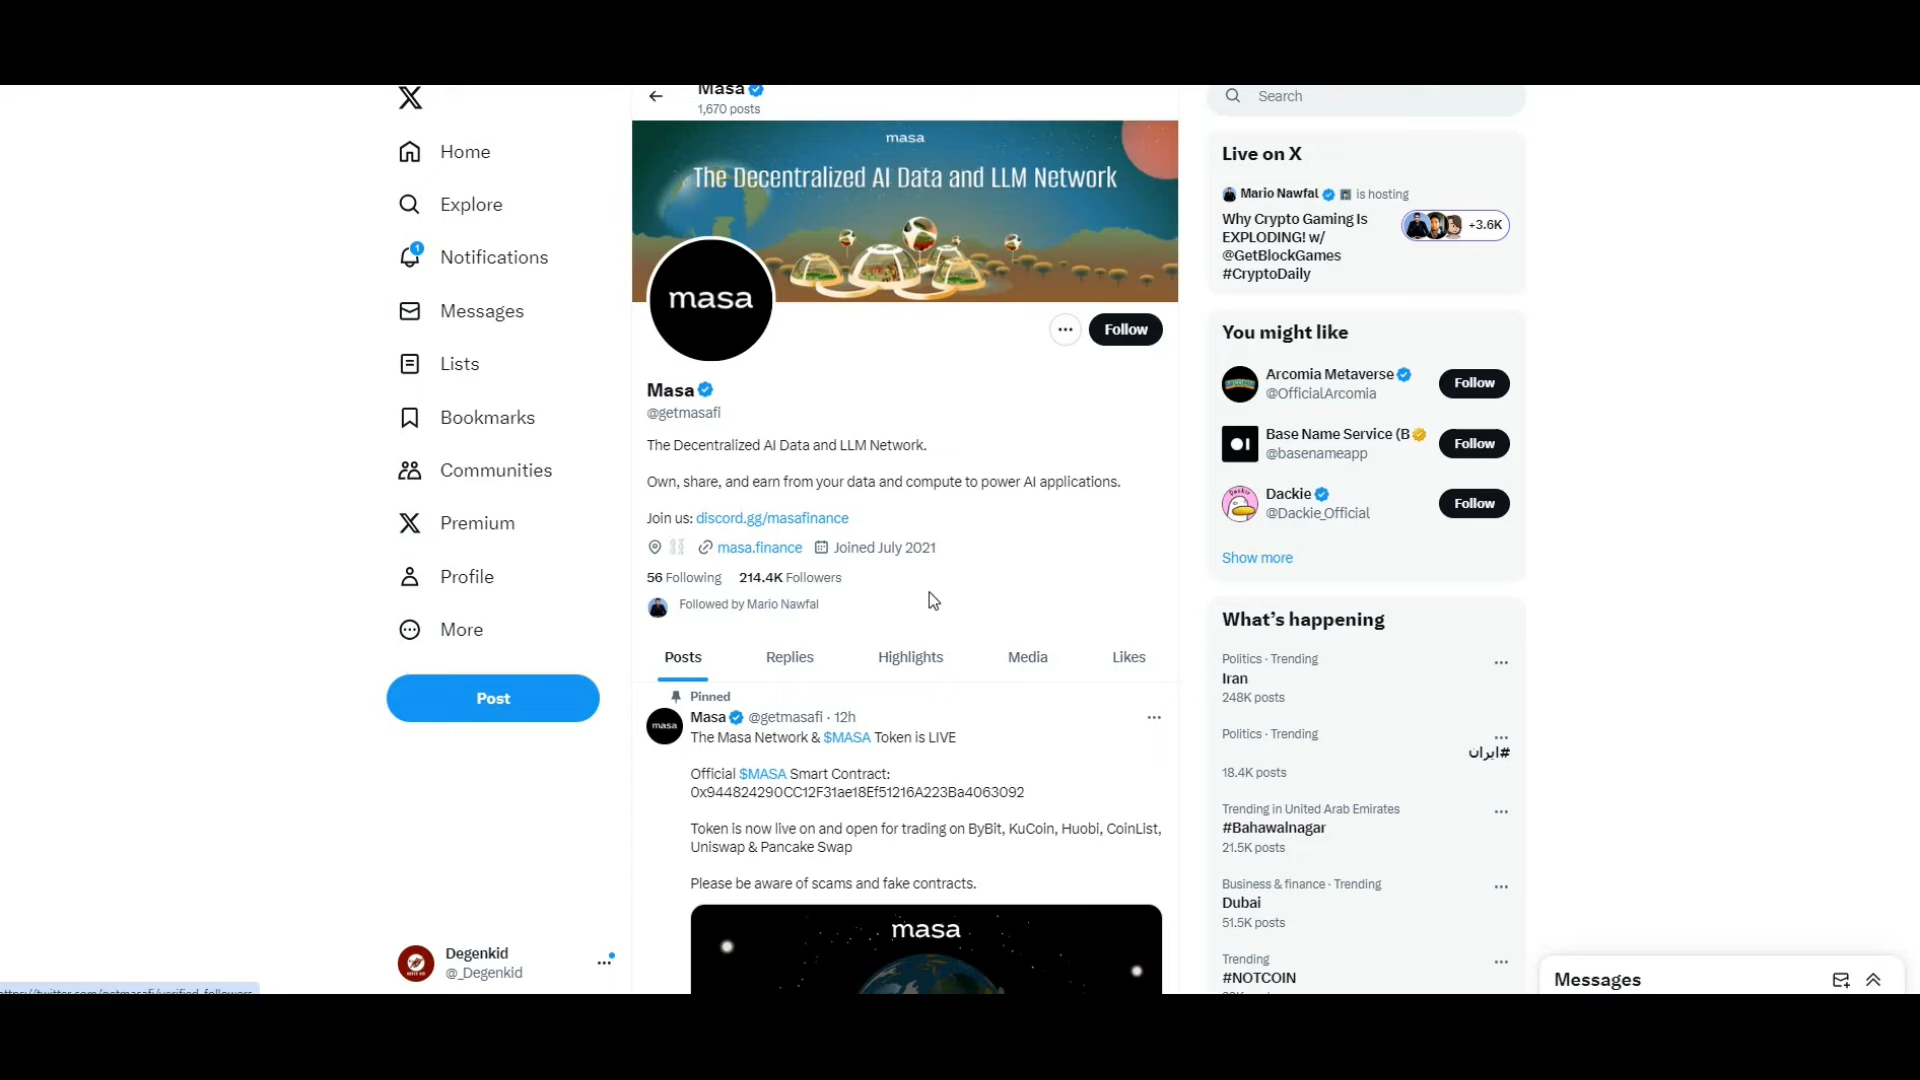 Masa
1,670 posts
Home
Explore
1
Notifications
Messages
Lists
Bookmarks
Communities
Premium
Profile
More
Post
Degenkid
@_Degenkid
masa
The Decentralized AI Data and LLM Network
masa
Follow
Masa
@getmasafi
The Decentralized AI Data and LLM Network.
Own, share, and earn from your data and compute to power AI applications.
Join us: discord.gg/masafinance
masa.finance Joined July 2021
56 Following 214.4K Followers
Followed by Mario Nawfal
Posts Replies Highlights Media Likes
Pinned
masa
Masa @getmasafi · 12h
The Masa Network & $MASA Token is LIVE
Official $MASA Smart Contract:
0x944824290CC12F31ae18Ef51216A223Ba4063092
Token is now live on and open for trading on ByBit, KuCoin, Huobi, CoinList,
Uniswap & Pancake Swap
Please be aware of scams and fake contracts.
masa
Search
Live on X
Mario Nawfal is hosting
Why Crypto Gaming Is
EXPLODING! w/
@GetBlockGames
#CryptoDaily
+3.6K
You might like
Arcomia Metaverse
@OfficialArcomia
Follow
Base Name Service (B
@basenameapp
Follow
Dackie
@Dackie_Official
Follow
Show more
What's happening
Politics · Trending
Iran
248K posts
Politics · Trending
#ایران
18.4K posts
Trending in United Arab Emirates
#Bahawalnagar
21.5K posts
Business & finance · Trending
Dubai
51.5K posts
Trending
#NOTCOIN
Messages
https://twitter.com/getmasafi/verified_followers